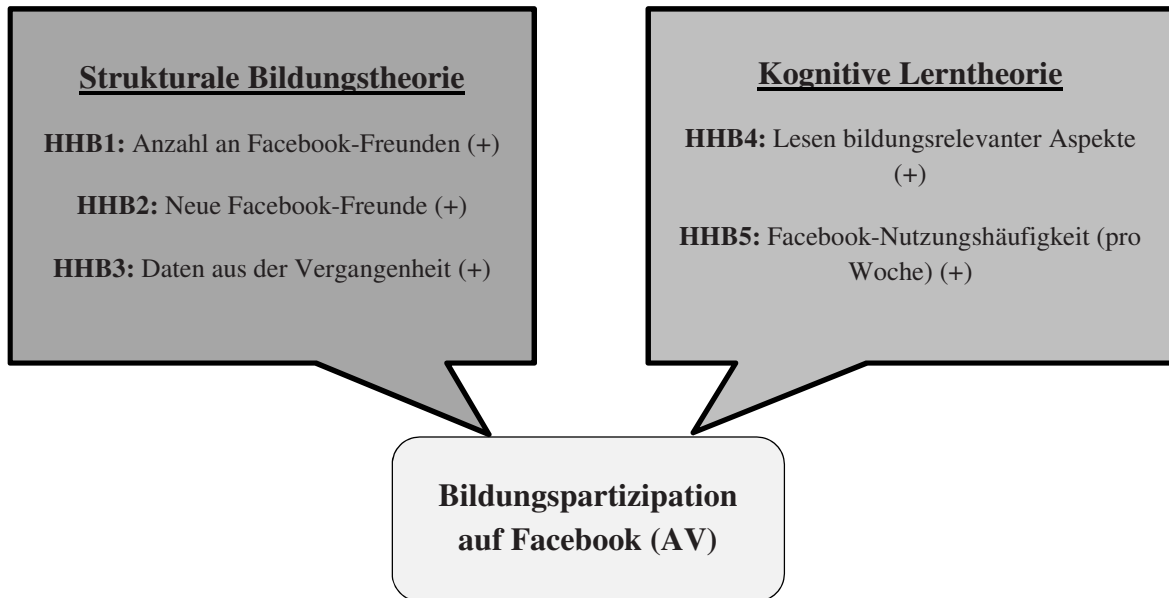 Strukturale Bildungstheorie
HHB1: Anzahl an Facebook-Freunden (+)
HHB2: Neue Facebook-Freunde (+)
HHB3: Daten aus der Vergangenheit (+)
Kognitive Lerntheorie
HHB4: Lesen bildungsrelevanter Aspekte
(+)
HHB5: Facebook-Nutzungshäufigkeit (pro
Woche) (+)
Bildungspartizipation
auf Facebook (AV)